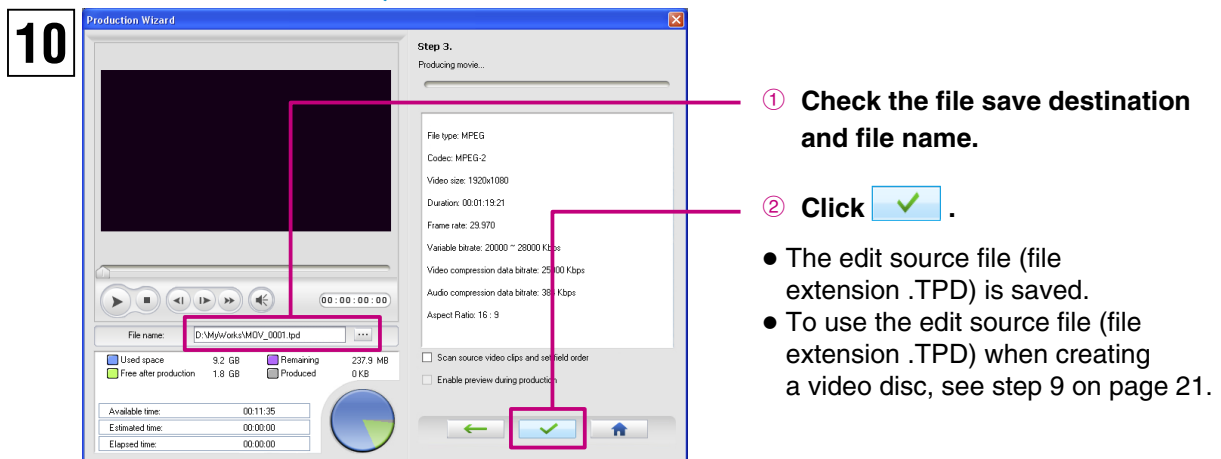 10
Production Wizard
Step 3.
Producing movie...
File type: MPEG
Codec: MPEG-2
Video size: 1920x1080
Duration: 00:01:19:21
Frame rate: 29.970
Variable bitrate: 20000 ~ 28000 Kbps
Video compression data bitrate: 25000 Kbps
Audio compression data bitrate: 384 Kbps
Aspect Ratio: 16 : 9
00:00:00:00
File name: D:\MyWorks\MOV_0001.tpd ...
Used space 9.2 GB Remaining 237.9 MB
Free after production 1.8 GB Produced 0 KB
Available time: 00:11:35
Estimated time: 00:00:00
Elapsed time: 00:00:00
Scan source video clips and set field order
Enable preview during production
① Check the file save destination
and file name.
② Click .
● The edit source file (file
extension .TPD) is saved.
● To use the edit source file (file
extension .TPD) when creating
a video disc, see step 9 on page 21.